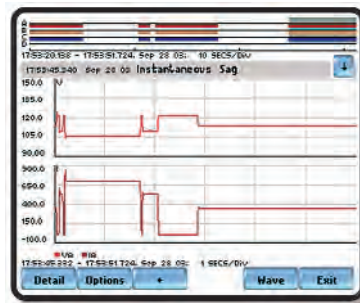 17:53:20.138 - 17:53:51.724, Sep 28 03: 10 SECS/Div
17:53:45.340 Sep 28 03 Instantaneous Sag
150.0 V
135.0
120.0
105.0
90.00
900.0
650.0
400.0
150.0
-100.0
VA IA
17:53:45.332 - 17:53:51.724, Sep 28 03: 1 SECS/Div
Detail Options + Wave Exit